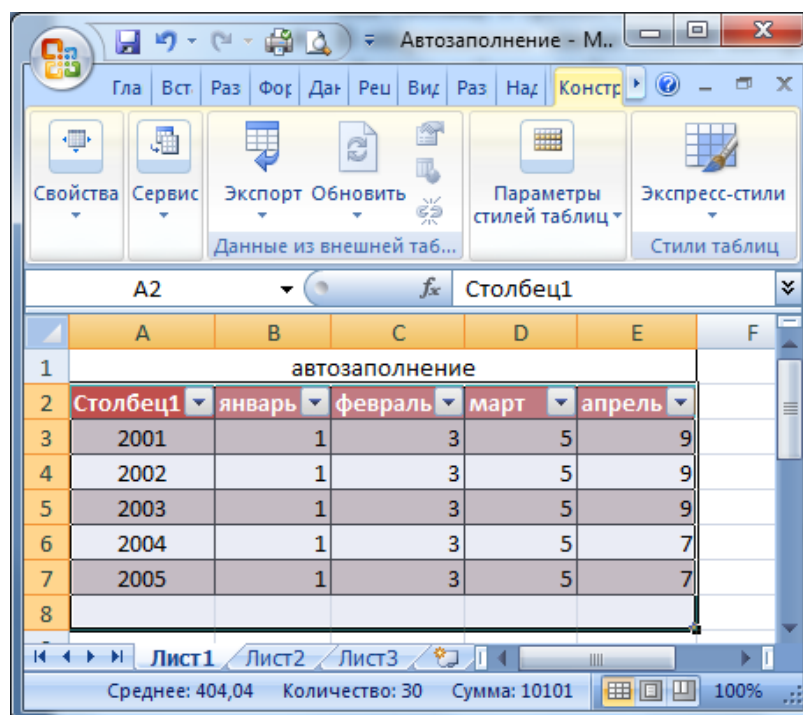 Автозаполнение - М..
Гла Вст Раз Фор Дан Рец Вид Раз Над Констр
Свойства Сервис Экспорт Обновить Параметры стилей таблиц Экспресс-стили
Данные из внешней таб... Стили таблиц
A2 fx Столбец1
A B C D E F
1 автозаполнение
2 Столбец1 январь февраль март апрель
3 2001 1 3 5 9
4 2002 1 3 5 9
5 2003 1 3 5 9
6 2004 1 3 5 7
7 2005 1 3 5 7
8
Лист1 Лист2 Лист3
Среднее: 404,04 Количество: 30 Сумма: 10101 100%